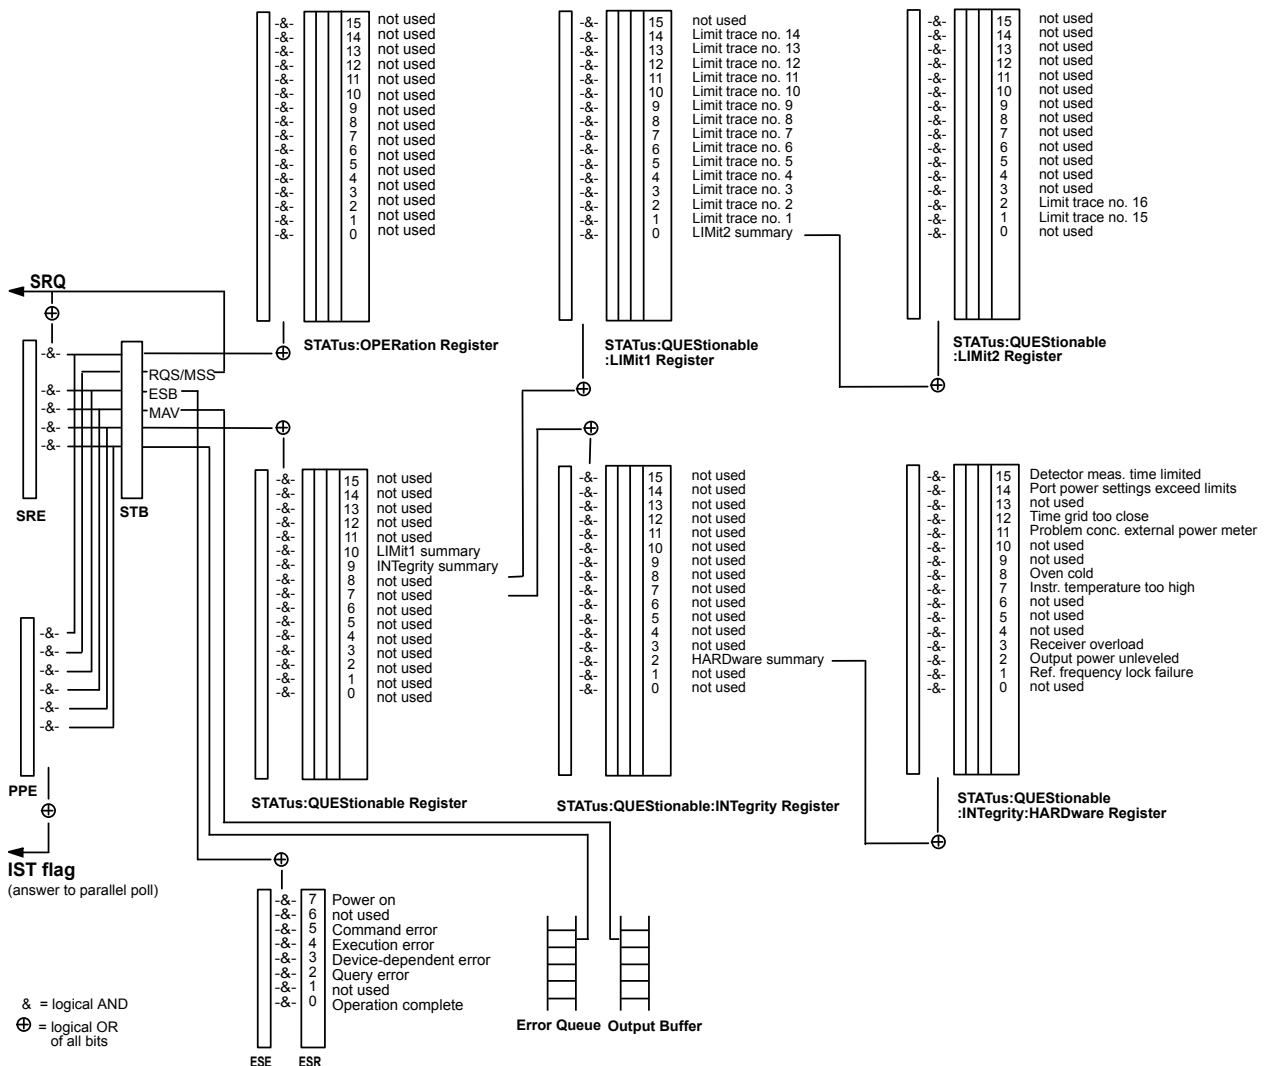 -&- 15 not used
-&- 14 not used
-&- 13 not used
-&- 12 not used
-&- 11 not used
-&- 10 not used
-&- 9 not used
-&- 8 not used
-&- 7 not used
-&- 6 not used
-&- 5 not used
-&- 4 not used
-&- 3 not used
-&- 2 not used
-&- 1 not used
-&- 0 not used
STATus:OPERation Register
-&- 15 not used
-&- 14 Limit trace no. 14
-&- 13 Limit trace no. 13
-&- 12 Limit trace no. 12
-&- 11 Limit trace no. 11
-&- 10 Limit trace no. 10
-&- 9 Limit trace no. 9
-&- 8 Limit trace no. 8
-&- 7 Limit trace no. 7
-&- 6 Limit trace no. 6
-&- 5 Limit trace no. 5
-&- 4 Limit trace no. 4
-&- 3 Limit trace no. 3
-&- 2 Limit trace no. 2
-&- 1 Limit trace no. 1
-&- 0 LIMit2 summary
STATus:QUEStionable
:LIMit1 Register
-&- 15 not used
-&- 14 not used
-&- 13 not used
-&- 12 not used
-&- 11 not used
-&- 10 not used
-&- 9 not used
-&- 8 not used
-&- 7 not used
-&- 6 not used
-&- 5 not used
-&- 4 not used
-&- 3 not used
-&- 2 Limit trace no. 16
-&- 1 Limit trace no. 15
-&- 0 not used
STATus:QUEStionable
:LIMit2 Register
SRQ
-&-
-&-
-&-
-&-
-&-
RQS/MSS
ESB
MAV
SRE
STB
-&- 15 not used
-&- 14 not used
-&- 13 not used
-&- 12 not used
-&- 11 not used
-&- 10 LIMit1 summary
-&- 9 INTegrity summary
-&- 8 not used
-&- 7 not used
-&- 6 not used
-&- 5 not used
-&- 4 not used
-&- 3 not used
-&- 2 not used
-&- 1 not used
-&- 0 not used
STATus:QUEStionable Register
-&- 15 not used
-&- 14 not used
-&- 13 not used
-&- 12 not used
-&- 11 not used
-&- 10 not used
-&- 9 not used
-&- 8 not used
-&- 7 not used
-&- 6 not used
-&- 5 not used
-&- 4 not used
-&- 3 not used
-&- 2 HARDware summary
-&- 1 not used
-&- 0 not used
STATus:QUEStionable:INTegrity Register
-&- 15 Detector meas. time limited
-&- 14 Port power settings exceed limits
-&- 13 not used
-&- 12 Time grid too close
-&- 11 Problem conc. external power meter
-&- 10 not used
-&- 9 not used
-&- 8 Oven cold
-&- 7 Instr. temperature too high
-&- 6 not used
-&- 5 not used
-&- 4 not used
-&- 3 Receiver overload
-&- 2 Output power unleveled
-&- 1 Ref. frequency lock failure
-&- 0 not used
STATus:QUEStionable
:INTegrity:HARDware Register
-&-
-&-
-&-
-&-
-&-
-&-
PPE
IST flag
(answer to parallel poll)
-&- 7 Power on
-&- 6 not used
-&- 5 Command error
-&- 4 Execution error
-&- 3 Device-dependent error
-&- 2 Query error
-&- 1 not used
-&- 0 Operation complete
ESE
ESR
Error Queue
Output Buffer
& = logical AND
⊕ = logical OR
of all bits